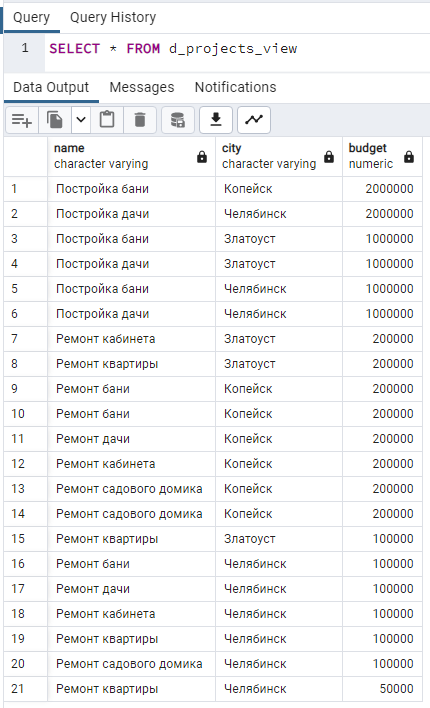 Query Query History
1 SELECT * FROM d_projects_view
Data Output Messages Notifications
name city budget
character varying character varying numeric
1 Постройка бани Копейск 2000000
2 Постройка дачи Челябинск 2000000
3 Постройка бани Златоуст 1000000
4 Постройка дачи Златоуст 1000000
5 Постройка бани Челябинск 1000000
6 Постройка дачи Челябинск 1000000
7 Ремонт кабинета Златоуст 200000
8 Ремонт квартиры Златоуст 200000
9 Ремонт бани Копейск 200000
10 Ремонт бани Копейск 200000
11 Ремонт дачи Копейск 200000
12 Ремонт кабинета Копейск 200000
13 Ремонт садового домика Копейск 200000
14 Ремонт садового домика Копейск 200000
15 Ремонт квартиры Златоуст 100000
16 Ремонт бани Челябинск 100000
17 Ремонт дачи Челябинск 100000
18 Ремонт кабинета Челябинск 100000
19 Ремонт квартиры Челябинск 100000
20 Ремонт садового домика Челябинск 100000
21 Ремонт квартиры Челябинск 50000